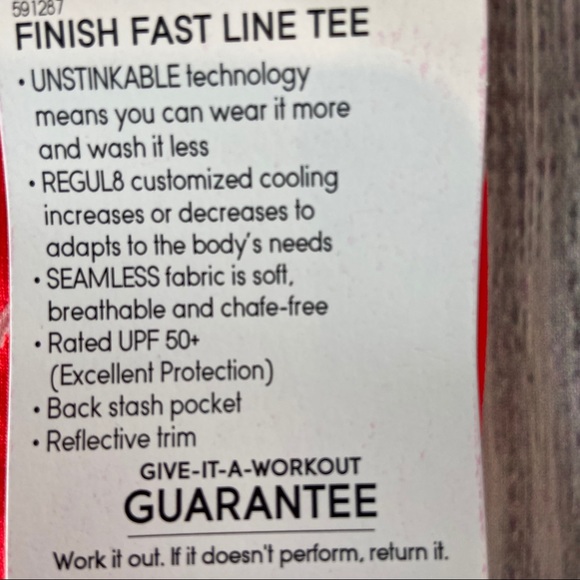 591287
FINISH FAST LINE TEE
• UNSTINKABLE technology
means you can wear it more
and wash it less
• REGUL8 customized cooling
increases or decreases to
adapts to the body's needs
• SEAMLESS fabric is soft,
breathable and chafe-free
• Rated UPF 50+
(Excellent Protection)
• Back stash pocket
• Reflective trim
GIVE-IT-A-WORKOUT
GUARANTEE
Work it out. If it doesn't perform, return it.